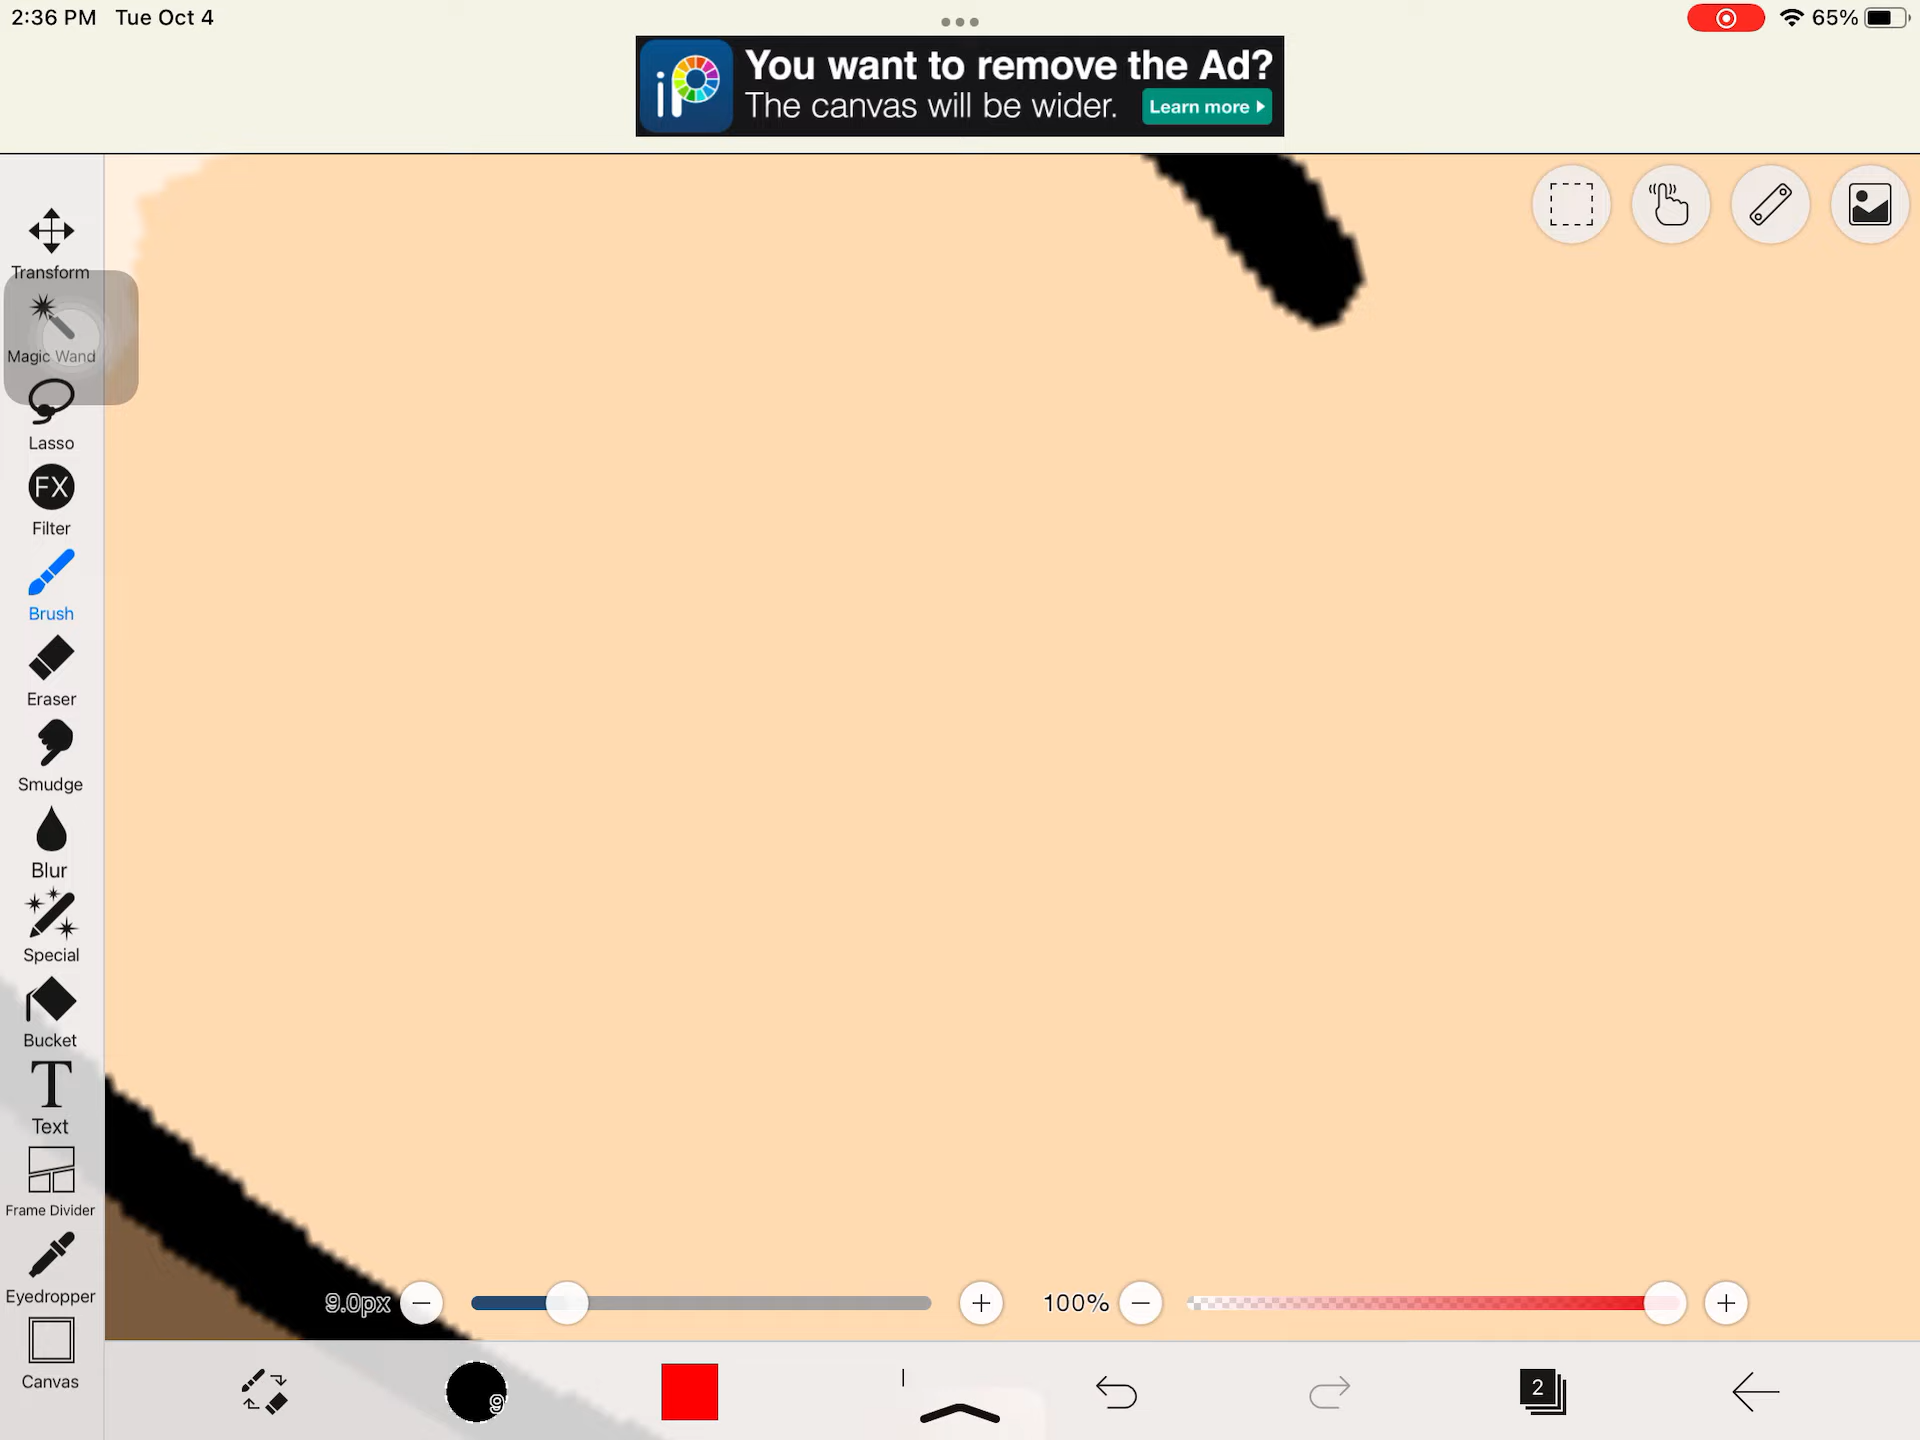 2:36 PM Tue Oct 4
65%
iP
You want to remove the Ad?
The canvas will be wider.
Learn more
Transform
Magic Wand
Lasso
FX
Filter
Brush
Eraser
Smudge
Blur
Special
Bucket
T
Text
Frame Divider
Eyedropper
Canvas
9.0px
100%
9
2